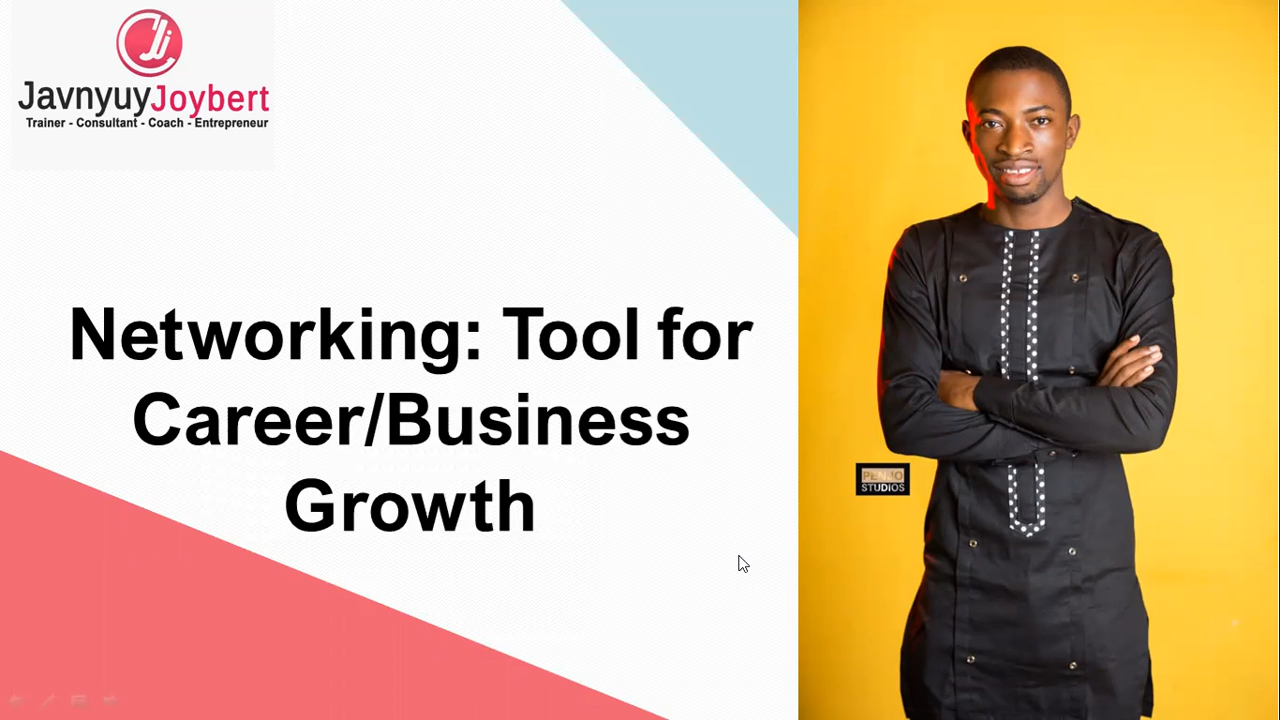 JavnyuyJoybert
Trainer - Consultant - Coach - Entrepreneur
Networking: Tool for
Career/Business
Growth
STUDIOS